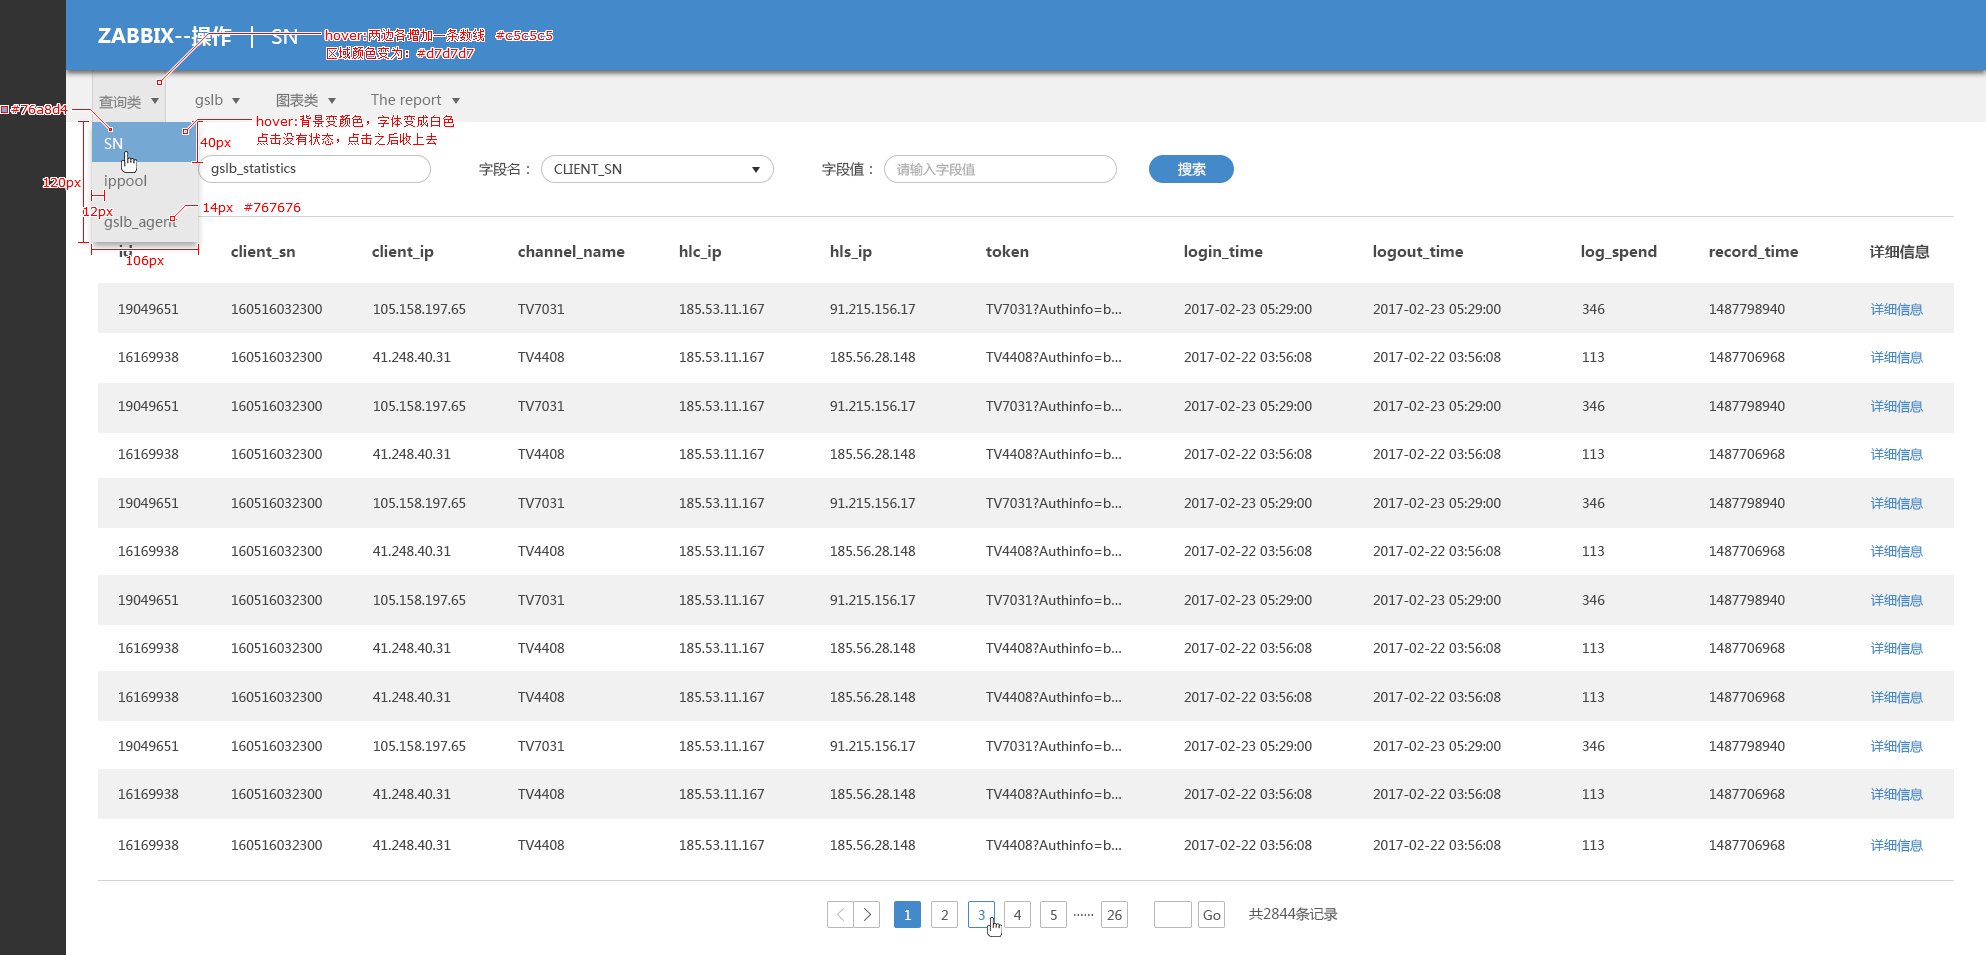 ZABBIX--操作 | SN
hover:两边各增加一条数线 #c5c5c5
区域颜色变为：#d7d7d7
查询类 gslb 图表类 The report
#76a8d4
hover:背景变颜色，字体变成白色
点击没有状态，点击之后收上去
SN
40px
gslb_statistics 字段名： CLIENT_SN 字段值： 请输入字段值 搜索
120px
ippool
12px
14px #767676
gslb_agent
106px
id client_sn client_ip channel_name hlc_ip hls_ip token login_time logout_time log_spend record_time 详细信息
19049651 160516032300 105.158.197.65 TV7031 185.53.11.167 91.215.156.17 TV7031?Authinfo=b... 2017-02-23 05:29:00 2017-02-23 05:29:00 346 1487798940 详细信息
16169938 160516032300 41.248.40.31 TV4408 185.53.11.167 185.56.28.148 TV4408?Authinfo=b... 2017-02-22 03:56:08 2017-02-22 03:56:08 113 1487706968 详细信息
19049651 160516032300 105.158.197.65 TV7031 185.53.11.167 91.215.156.17 TV7031?Authinfo=b... 2017-02-23 05:29:00 2017-02-23 05:29:00 346 1487798940 详细信息
16169938 160516032300 41.248.40.31 TV4408 185.53.11.167 185.56.28.148 TV4408?Authinfo=b... 2017-02-22 03:56:08 2017-02-22 03:56:08 113 1487706968 详细信息
19049651 160516032300 105.158.197.65 TV7031 185.53.11.167 91.215.156.17 TV7031?Authinfo=b... 2017-02-23 05:29:00 2017-02-23 05:29:00 346 1487798940 详细信息
16169938 160516032300 41.248.40.31 TV4408 185.53.11.167 185.56.28.148 TV4408?Authinfo=b... 2017-02-22 03:56:08 2017-02-22 03:56:08 113 1487706968 详细信息
19049651 160516032300 105.158.197.65 TV7031 185.53.11.167 91.215.156.17 TV7031?Authinfo=b... 2017-02-23 05:29:00 2017-02-23 05:29:00 346 1487798940 详细信息
16169938 160516032300 41.248.40.31 TV4408 185.53.11.167 185.56.28.148 TV4408?Authinfo=b... 2017-02-22 03:56:08 2017-02-22 03:56:08 113 1487706968 详细信息
16169938 160516032300 41.248.40.31 TV4408 185.53.11.167 185.56.28.148 TV4408?Authinfo=b... 2017-02-22 03:56:08 2017-02-22 03:56:08 113 1487706968 详细信息
19049651 160516032300 105.158.197.65 TV7031 185.53.11.167 91.215.156.17 TV7031?Authinfo=b... 2017-02-23 05:29:00 2017-02-23 05:29:00 346 1487798940 详细信息
16169938 160516032300 41.248.40.31 TV4408 185.53.11.167 185.56.28.148 TV4408?Authinfo=b... 2017-02-22 03:56:08 2017-02-22 03:56:08 113 1487706968 详细信息
16169938 160516032300 41.248.40.31 TV4408 185.53.11.167 185.56.28.148 TV4408?Authinfo=b... 2017-02-22 03:56:08 2017-02-22 03:56:08 113 1487706968 详细信息
< > 1 2 3 4 5 ······ 26 Go 共2844条记录